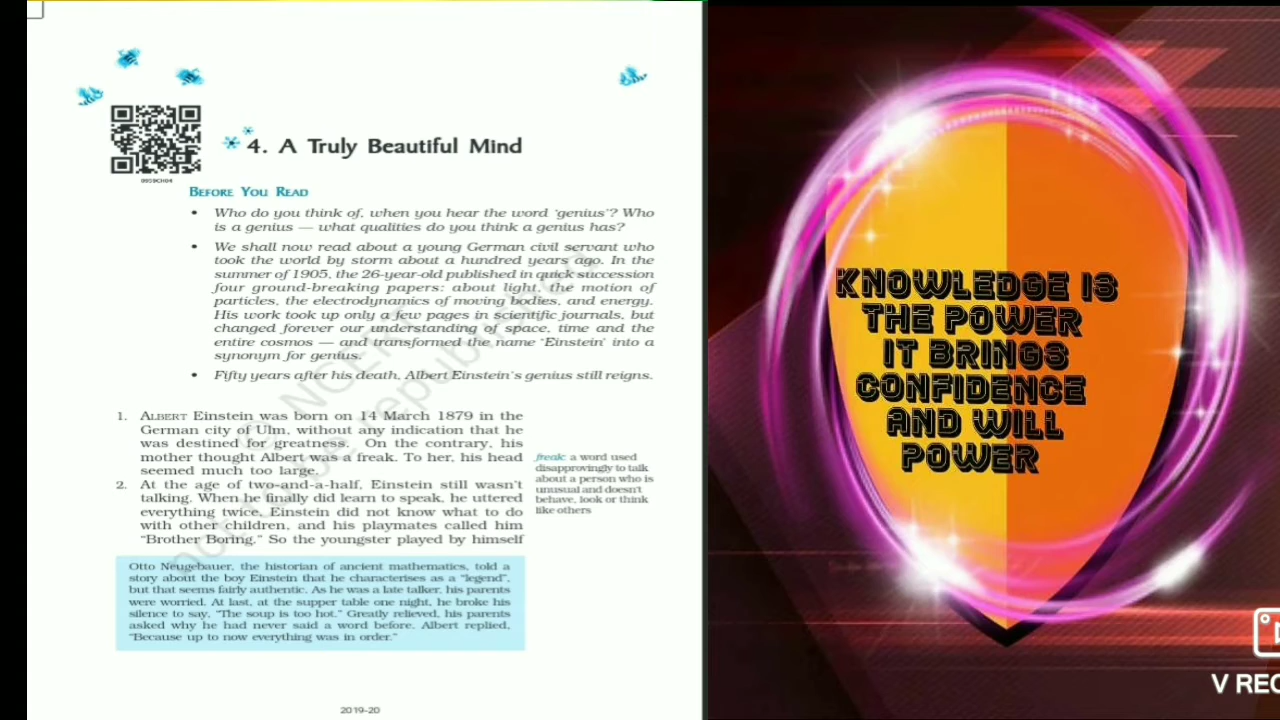 0959CH04
4. A Truly Beautiful Mind
BEFORE YOU READ
• Who do you think of, when you hear the word ‘genius’? Who
is a genius — what qualities do you think a genius has?
• We shall now read about a young German civil servant who
took the world by storm about a hundred years ago. In the
summer of 1905, the 26-year-old published in quick succession
four ground-breaking papers: about light, the motion of
particles, the electrodynamics of moving bodies, and energy.
His work took up only a few pages in scientific journals, but
changed forever our understanding of space, time and the
entire cosmos — and transformed the name ‘Einstein’ into a
synonym for genius.
• Fifty years after his death, Albert Einstein’s genius still reigns.
1. ALBERT Einstein was born on 14 March 1879 in the
German city of Ulm, without any indication that he
was destined for greatness. On the contrary, his
mother thought Albert was a freak. To her, his head
seemed much too large.
2. At the age of two-and-a-half, Einstein still wasn’t
talking. When he finally did learn to speak, he uttered
everything twice. Einstein did not know what to do
with other children, and his playmates called him
“Brother Boring.” So the youngster played by himself
freak: a word used
disapprovingly to talk
about a person who is
unusual and doesn’t
behave, look or think
like others
Otto Neugebauer, the historian of ancient mathematics, told a
story about the boy Einstein that he characterises as a “legend”,
but that seems fairly authentic. As he was a late talker, his parents
were worried. At last, at the supper table one night, he broke his
silence to say, “The soup is too hot.” Greatly relieved, his parents
asked why he had never said a word before. Albert replied,
“Because up to now everything was in order.”
2019-20
KNOWLEDGE IS
THE POWER
IT BRINGS
CONFIDENCE
AND WILL
POWER
V REC